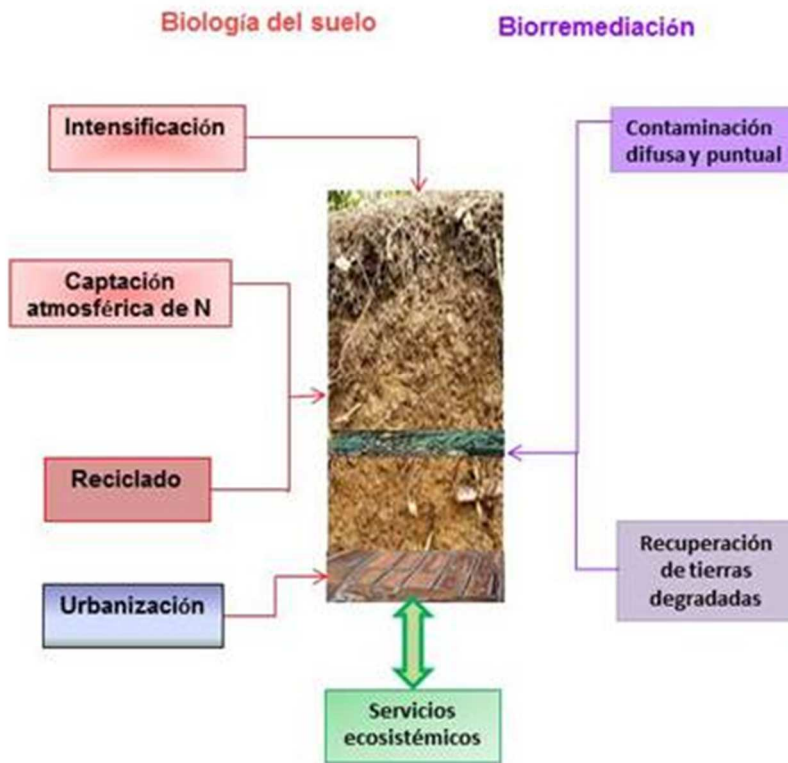 Biología del suelo
Biorremediación
Intensificación
Captación
atmosférica de N
Reciclado
Urbanización
Contaminación
difusa y puntual
Recuperación
de tierras
degradadas
Servicios
ecosistémicos